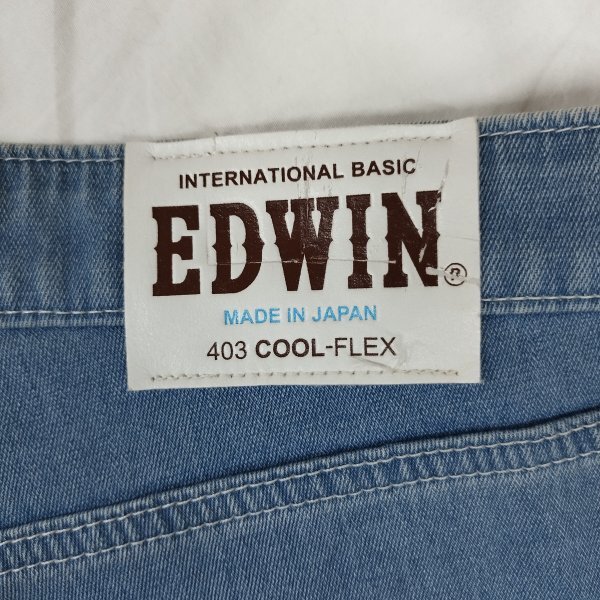 INTERNATIONAL BASIC
EDWIN®
MADE IN JAPAN
403 COOL-FLEX